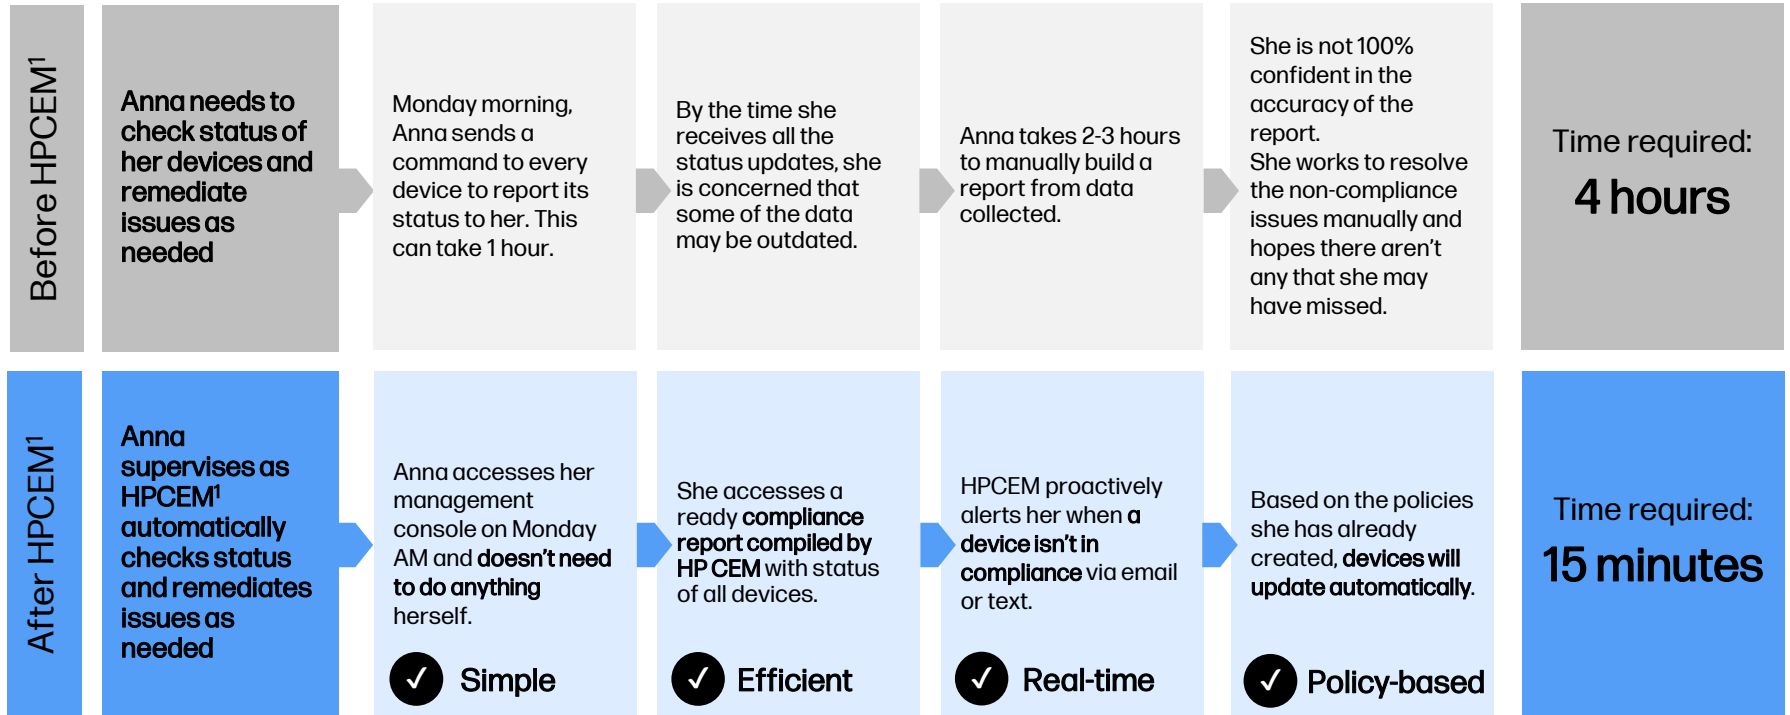 Before HPCEM¹
Anna needs to
check status of
her devices and
remediate
issues as
needed
Monday morning,
Anna sends a
command to every
device to report its
status to her. This
can take 1 hour.
By the time she
receives all the
status updates, she
is concerned that
some of the data
may be outdated.
Anna takes 2-3 hours
to manually build a
report from data
collected.
She is not 100%
confident in the
accuracy of the
report.
She works to resolve
the non-compliance
issues manually and
hopes there aren't
any that she may
have missed.
Time required:
4 hours
After HPCEM¹
Anna
supervises as
HPCEM¹
automatically
checks status
and remediates
issues as
needed
Anna accesses her
management
console on Monday
AM and doesn't need
to do anything
herself.
✓ Simple
She accesses a
ready compliance
report compiled by
HP CEM with status
of all devices.
✓ Efficient
HPCEM proactively
alerts her when a
device isn't in
compliance via email
or text.
✓ Real-time
Based on the policies
she has already
created, devices will
update automatically.
✓ Policy-based
Time required:
15 minutes